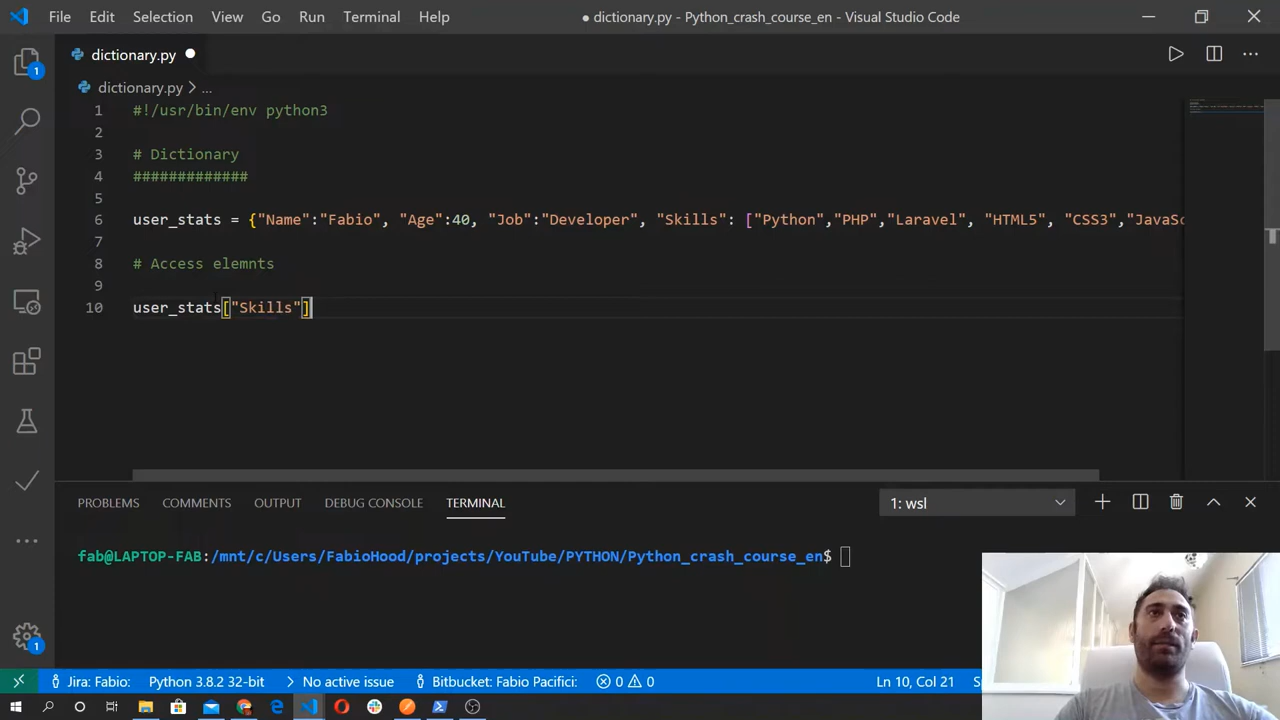 File Edit Selection View Go Run Terminal Help ● dictionary.py - Python_crash_course_en - Visual Studio Code
dictionary.py ●
dictionary.py > ...
1 #!/usr/bin/env python3
2
3 # Dictionary
4 #############
5
6 user_stats = {"Name":"Fabio", "Age":40, "Job":"Developer", "Skills": ["Python","PHP","Laravel", "HTML5", "CSS3","JavaSc
7
8 # Access elemnts
9
10 user_stats["Skills"]
PROBLEMS COMMENTS OUTPUT DEBUG CONSOLE TERMINAL 1: wsl
fab@LAPTOP-FAB:/mnt/c/Users/FabioHood/projects/YouTube/PYTHON/Python_crash_course_en$
1
1
Jira: Fabio: Python 3.8.2 32-bit No active issue Bitbucket: Fabio Pacifici: 0 0 Ln 10, Col 21